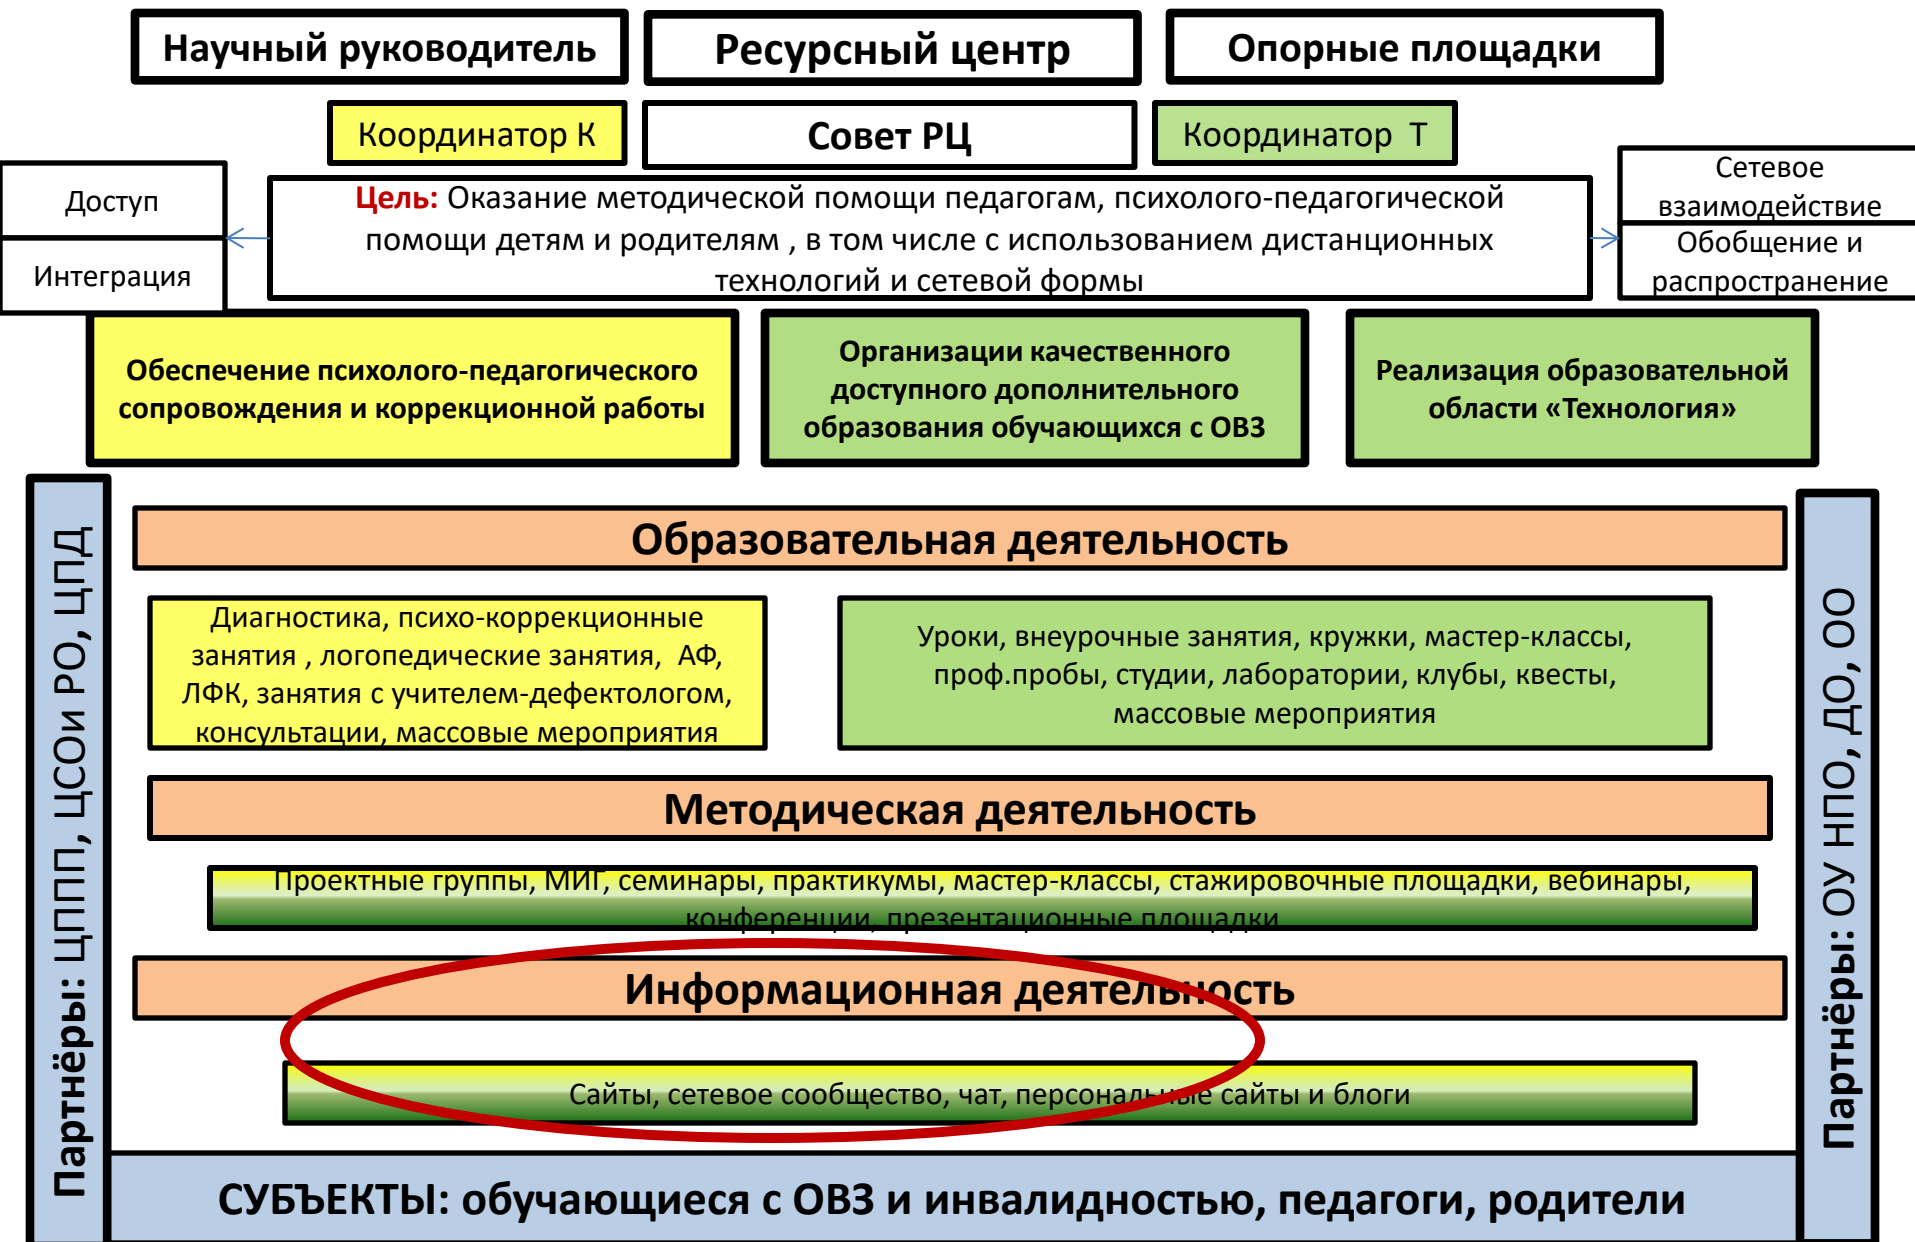 Научный руководитель
Ресурсный центр
Опорные площадки
Координатор К
Совет РЦ
Координатор Т
Доступ
Интеграция
Цель: Оказание методической помощи педагогам, психолого-педагогической
помощи детям и родителям , в том числе с использованием дистанционных
технологий и сетевой формы
Сетевое
взаимодействие
Обобщение и
распространение
Обеспечение психолого-педагогического
сопровождения и коррекционной работы
Организации качественного
доступного дополнительного
образования обучающихся с ОВЗ
Реализация образовательной
области «Технология»
Партнёры: ЦППП, ЦСОи РО, ЦПД
Образовательная деятельность
Диагностика, психо-коррекционные
занятия , логопедические занятия, АФ,
ЛФК, занятия с учителем-дефектологом,
консультации, массовые мероприятия
Уроки, внеурочные занятия, кружки, мастер-классы,
проф.пробы, студии, лаборатории, клубы, квесты,
массовые мероприятия
Методическая деятельность
Проектные группы, МИГ, семинары, практикумы, мастер-классы, стажировочные площадки, вебинары,
конференции, презентационные площадки
Информационная деятельность
Сайты, сетевое сообщество, чат, персональные сайты и блоги
Партнёры: ОУ НПО, ДО, ОО
СУБЪЕКТЫ: обучающиеся с ОВЗ и инвалидностью, педагоги, родители